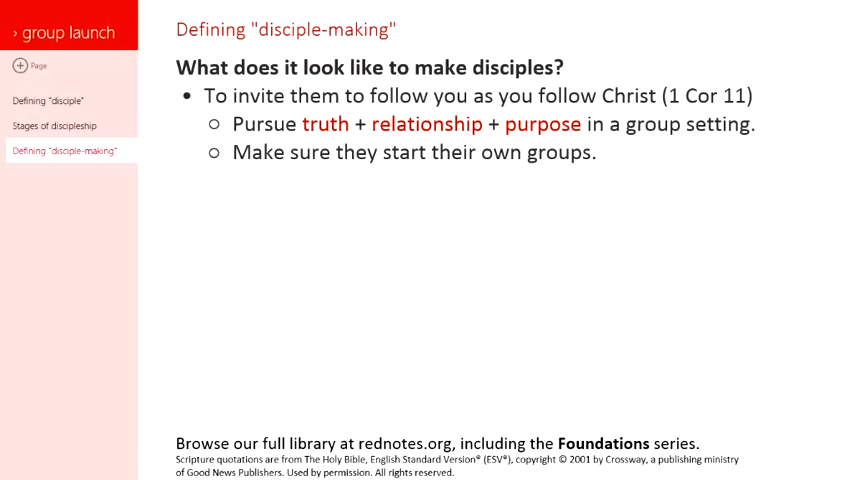 › group launch
Page
Defining "disciple"
Stages of discipleship
Defining "disciple-making"
Defining "disciple-making"
What does it look like to make disciples?
• To invite them to follow you as you follow Christ (1 Cor 11)
○ Pursue truth + relationship + purpose in a group setting.
○ Make sure they start their own groups.
Browse our full library at rednotes.org, including the Foundations series.
Scripture quotations are from The Holy Bible, English Standard Version® (ESV®), copyright © 2001 by Crossway, a publishing ministry
of Good News Publishers. Used by permission. All rights reserved.